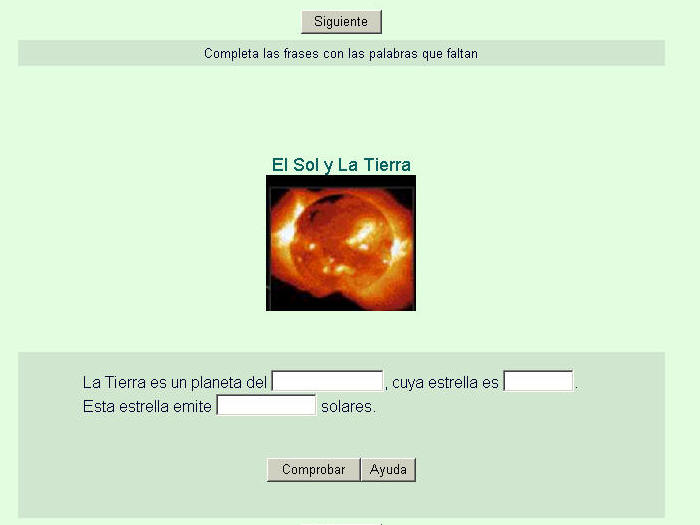 Siguiente
Completa las frases con las palabras que faltan
El Sol y La Tierra
La Tierra es un planeta del , cuya estrella es .
Esta estrella emite solares.
Comprobar Ayuda